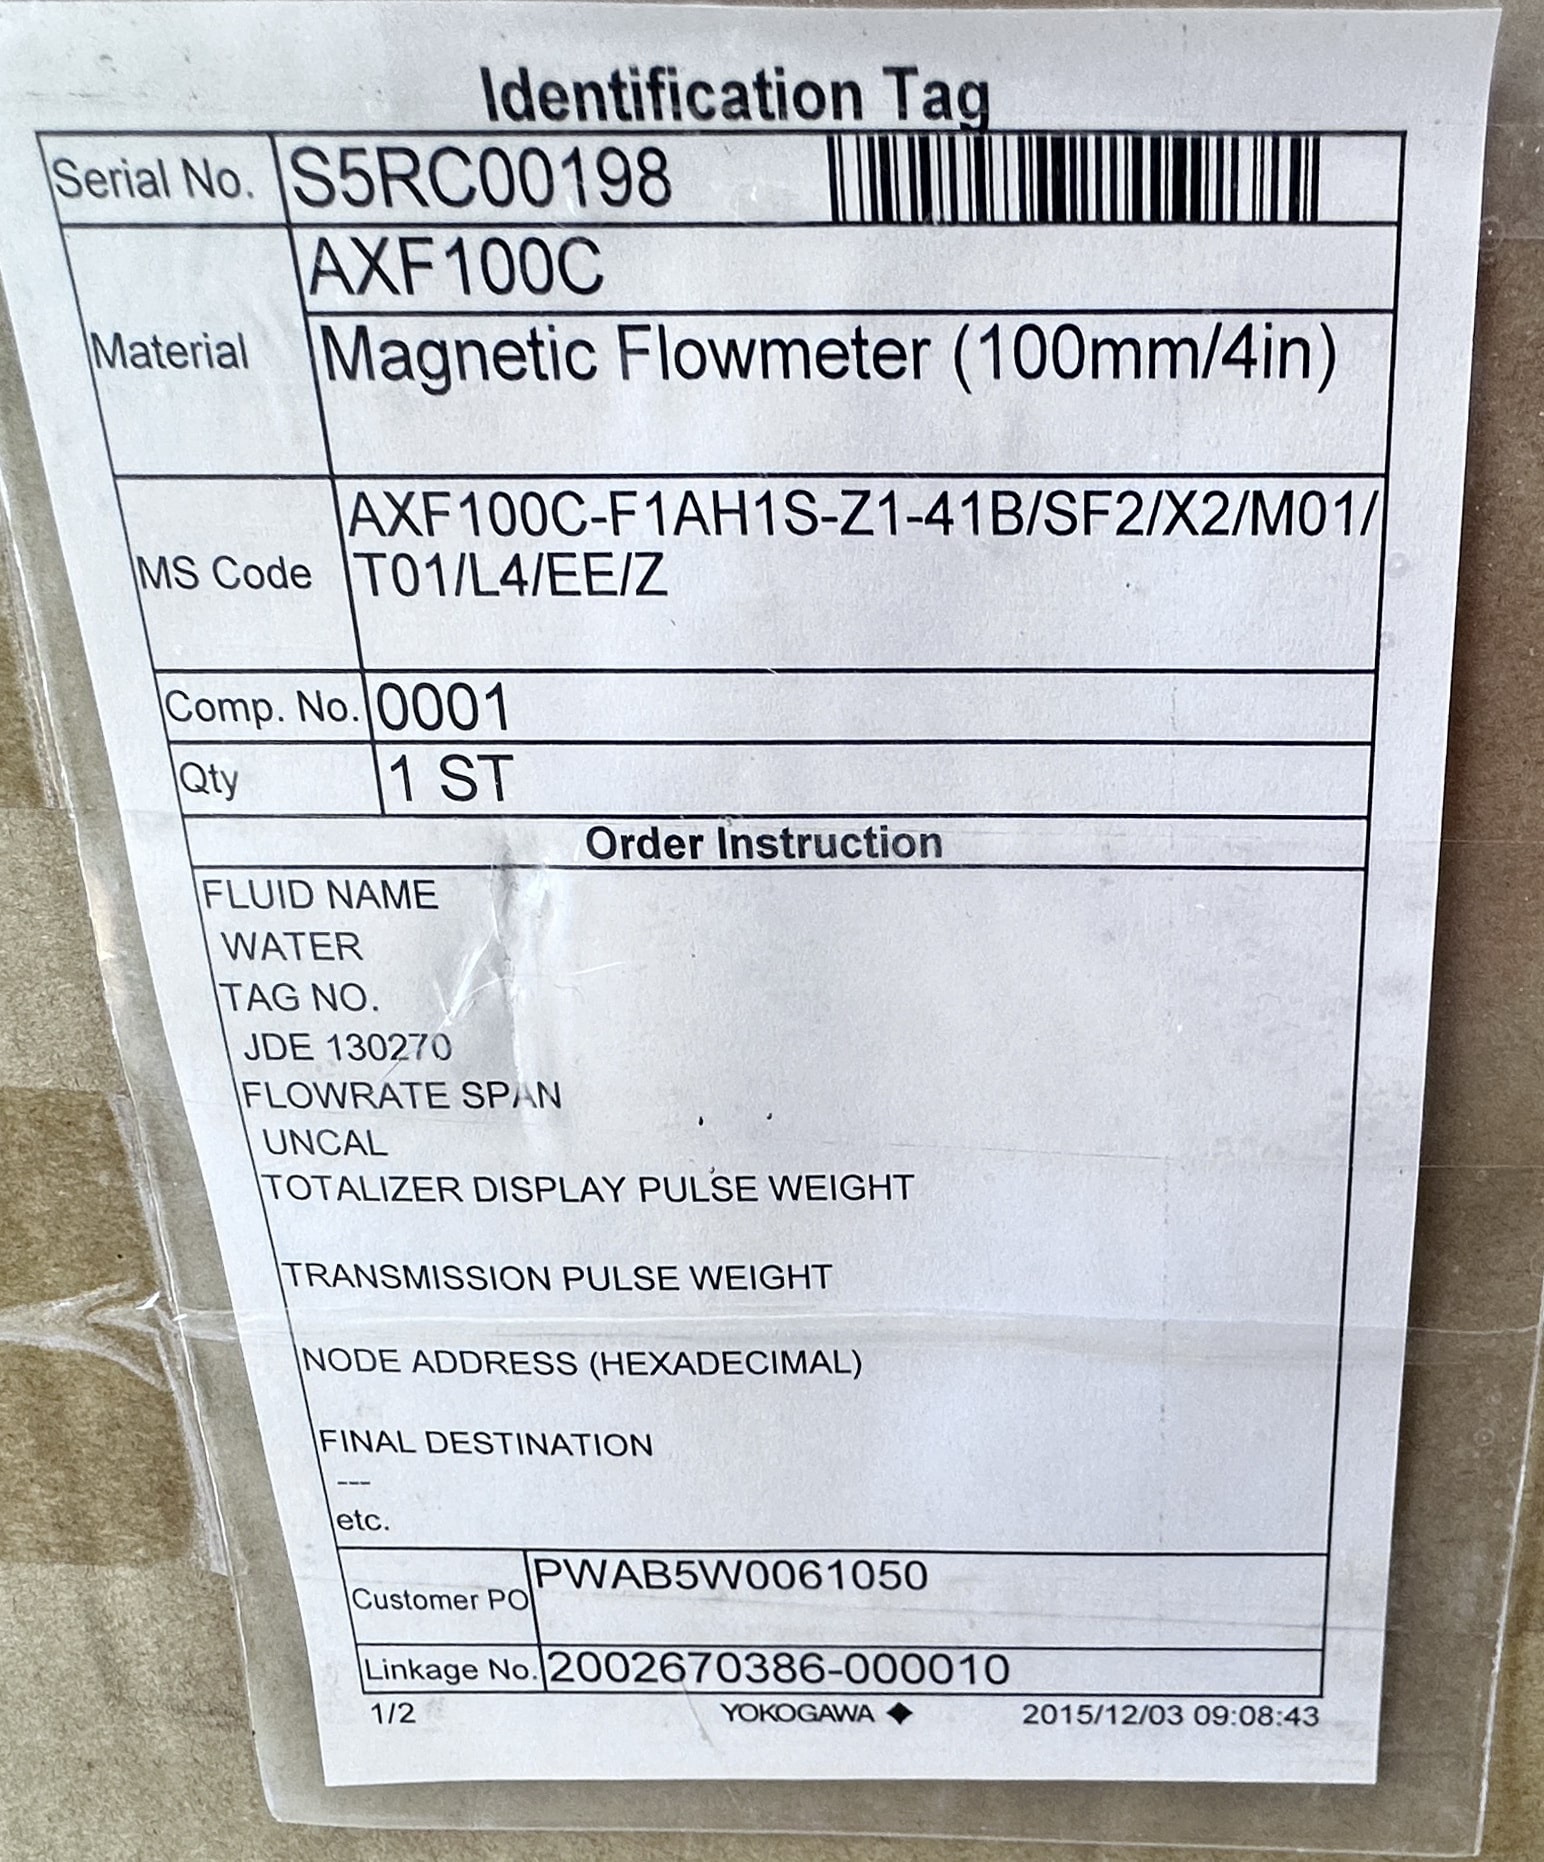 Identification Tag
Serial No. S5RC00198
Material AXF100C
Magnetic Flowmeter (100mm/4in)
MS Code AXF100C-F1AH1S-Z1-41B/SF2/X2/M01/
T01/L4/EE/Z
Comp. No. 0001
Qty 1 ST
Order Instruction
FLUID NAME
WATER
TAG NO.
JDE 130270
FLOWRATE SPAN
UNCAL
TOTALIZER DISPLAY PULSE WEIGHT
TRANSMISSION PULSE WEIGHT
NODE ADDRESS (HEXADECIMAL)
FINAL DESTINATION
---
etc.
Customer PO PWAB5W0061050
Linkage No. 2002670386-000010
1/2 YOKOGAWA ◆ 2015/12/03 09:08:43